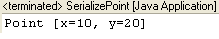 <terminated> SerializePoint [Java Application]
Point [x=10, y=20]